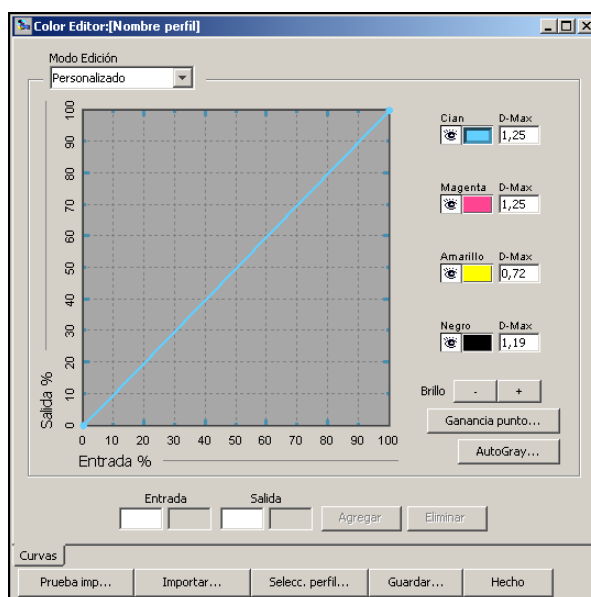 Color Editor:[Nombre perfil]
Modo Edición
Personalizado
Salida %
100
90
80
70
60
50
40
30
20
10
0
0 10 20 30 40 50 60 70 80 90 100
Entrada %
Cian D-Max
1,25
Magenta D-Max
1,25
Amarillo D-Max
0,72
Negro D-Max
1,19
Brillo - +
Ganancia punto...
AutoGray...
Entrada Salida
Agregar Eliminar
Curvas
Prueba imp... Importar... Selecc. perfil... Guardar... Hecho